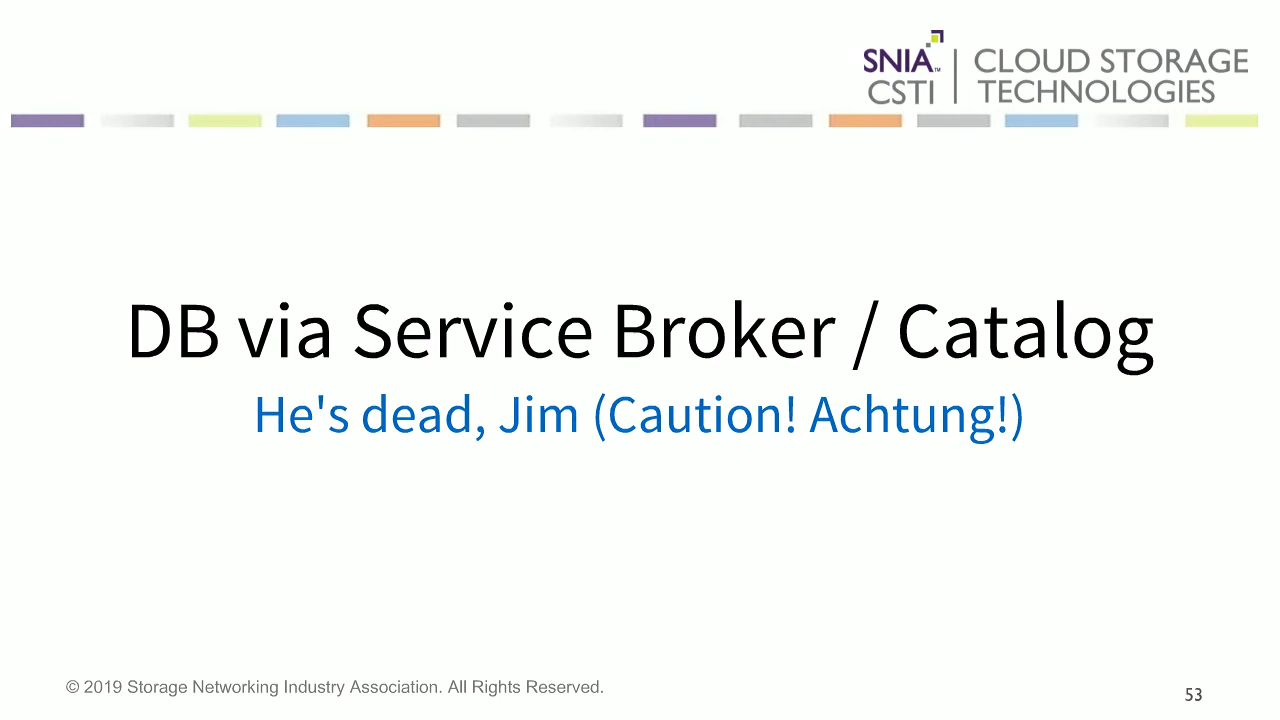 SNIA™ CLOUD STORAGE
CSTI TECHNOLOGIES
DB via Service Broker / Catalog
He's dead, Jim (Caution! Achtung!)
© 2019 Storage Networking Industry Association. All Rights Reserved.
53